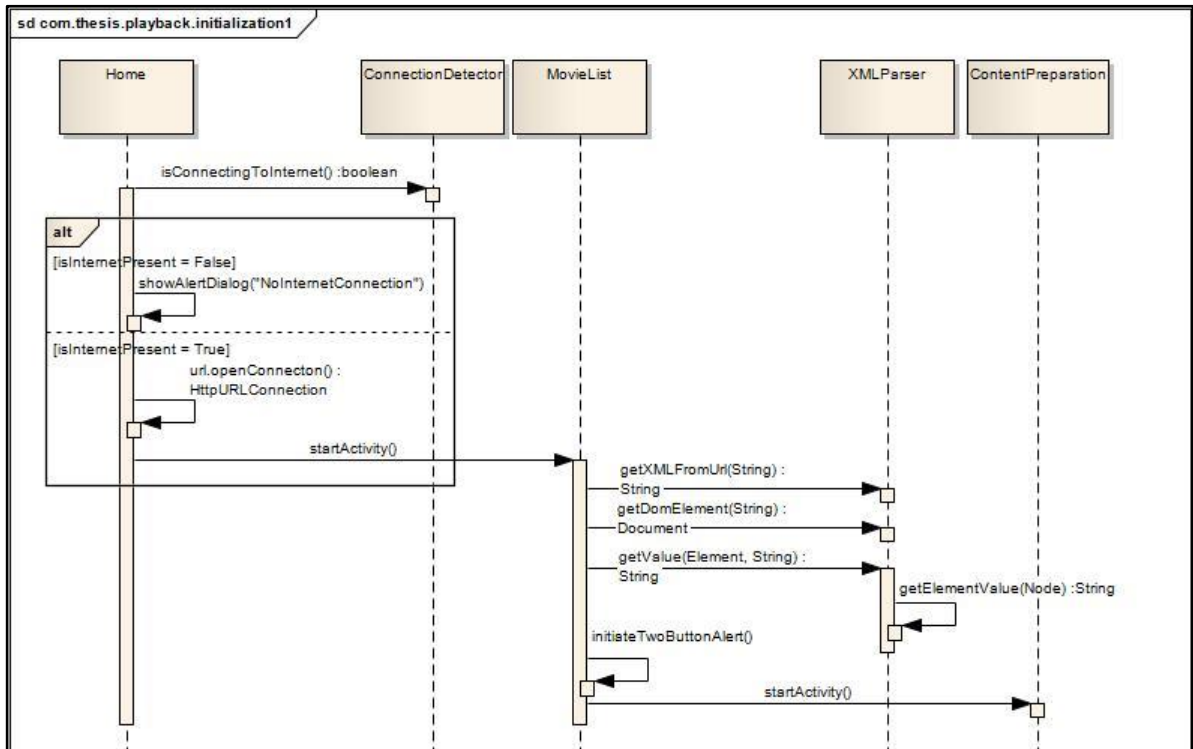 sd com.thesis.playback.initialization1
Home
ConnectionDetector
MovieList
XMLParser
ContentPreparation
isConnectingToInternet() :boolean
alt
[isInternetPresent = False]
showAlertDialog("NoInternetConnection")
[isInternetPresent = True]
url.openConnecton() :
HttpURLConnection
startActivity()
getXMLFromUrl(String) :
String
getDomElement(String) :
Document
getValue(Element, String) :
String
getElementValue(Node) :String
initiateTwoButtonAlert()
startActivity()